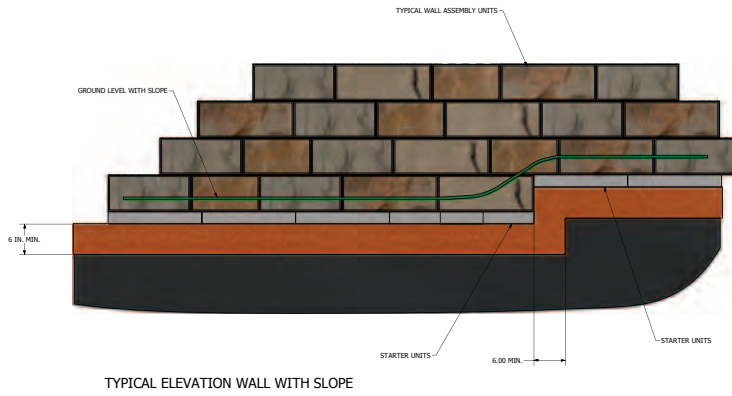 TYPICAL WALL ASSEMBLY UNITS
GROUND LEVEL WITH SLOPE
6 IN. MIN.
STARTER UNITS
6.00 MIN.
STARTER UNITS
TYPICAL ELEVATION WALL WITH SLOPE